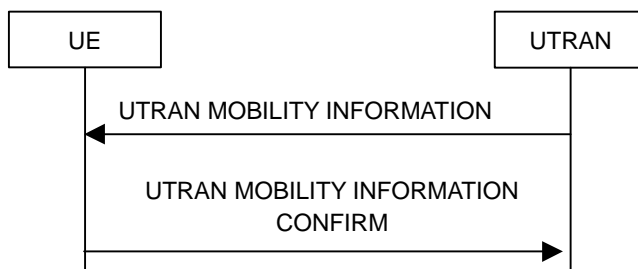 UE
UTRAN
UTRAN MOBILITY INFORMATION
UTRAN MOBILITY INFORMATION
CONFIRM